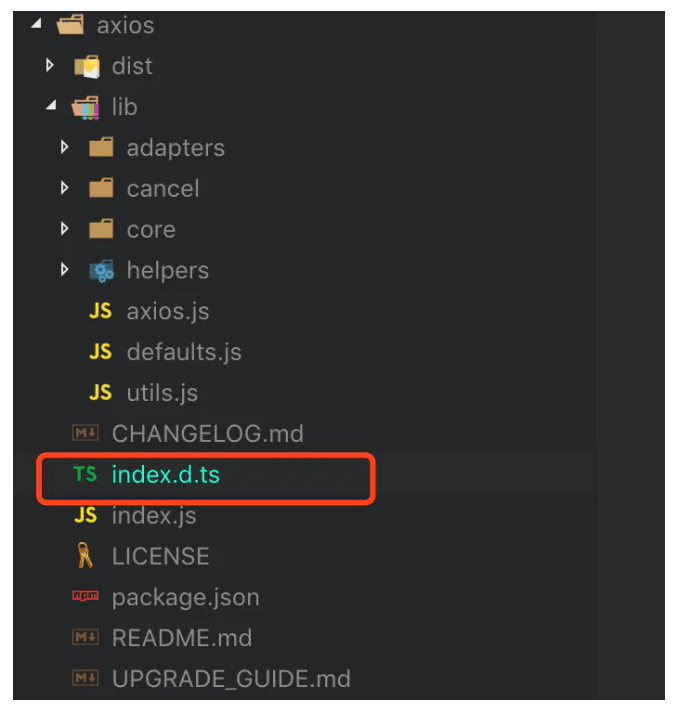 axios
dist
lib
adapters
cancel
core
helpers
JS axios.js
JS defaults.js
JS utils.js
CHANGELOG.md
TS index.d.ts
JS index.js
LICENSE
package.json
README.md
UPGRADE_GUIDE.md